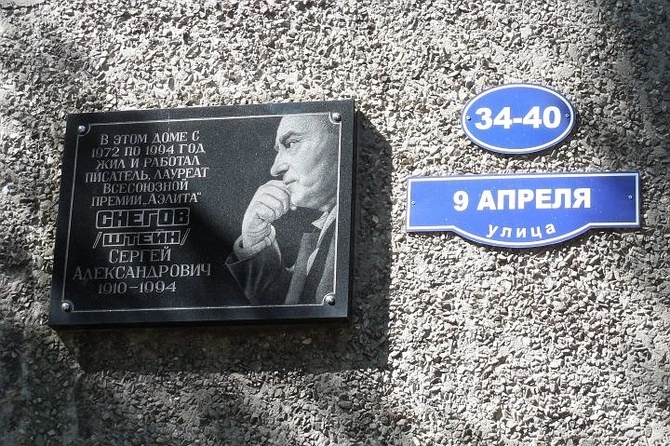 В ЭТОМ ДОМЕ С
1972 ПО 1994 ГОД
ЖИЛ И РАБОТАЛ
ПИСАТЕЛЬ, ЛАУРЕАТ
ВСЕСОЮЗНОЙ
ПРЕМИИ „АЭЛИТА"
СНЕГОВ
/ШТЕЙН/
СЕРГЕЙ
АЛЕКСАНДРОВИЧ
1910-1994
34-40
9 АПРЕЛЯ
улица